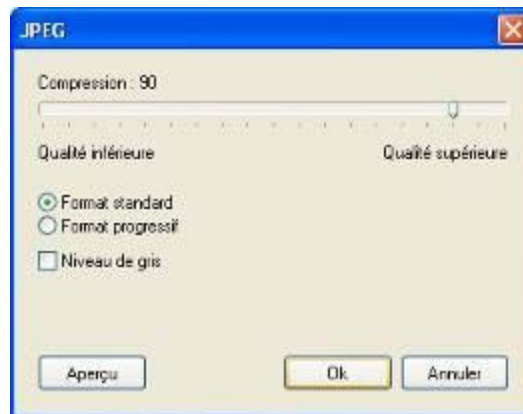 JPEG
Compression : 90
Qualité inférieure
Qualité supérieure
Format standard
Format progressif
Niveau de gris
Aperçu
Ok
Annuler